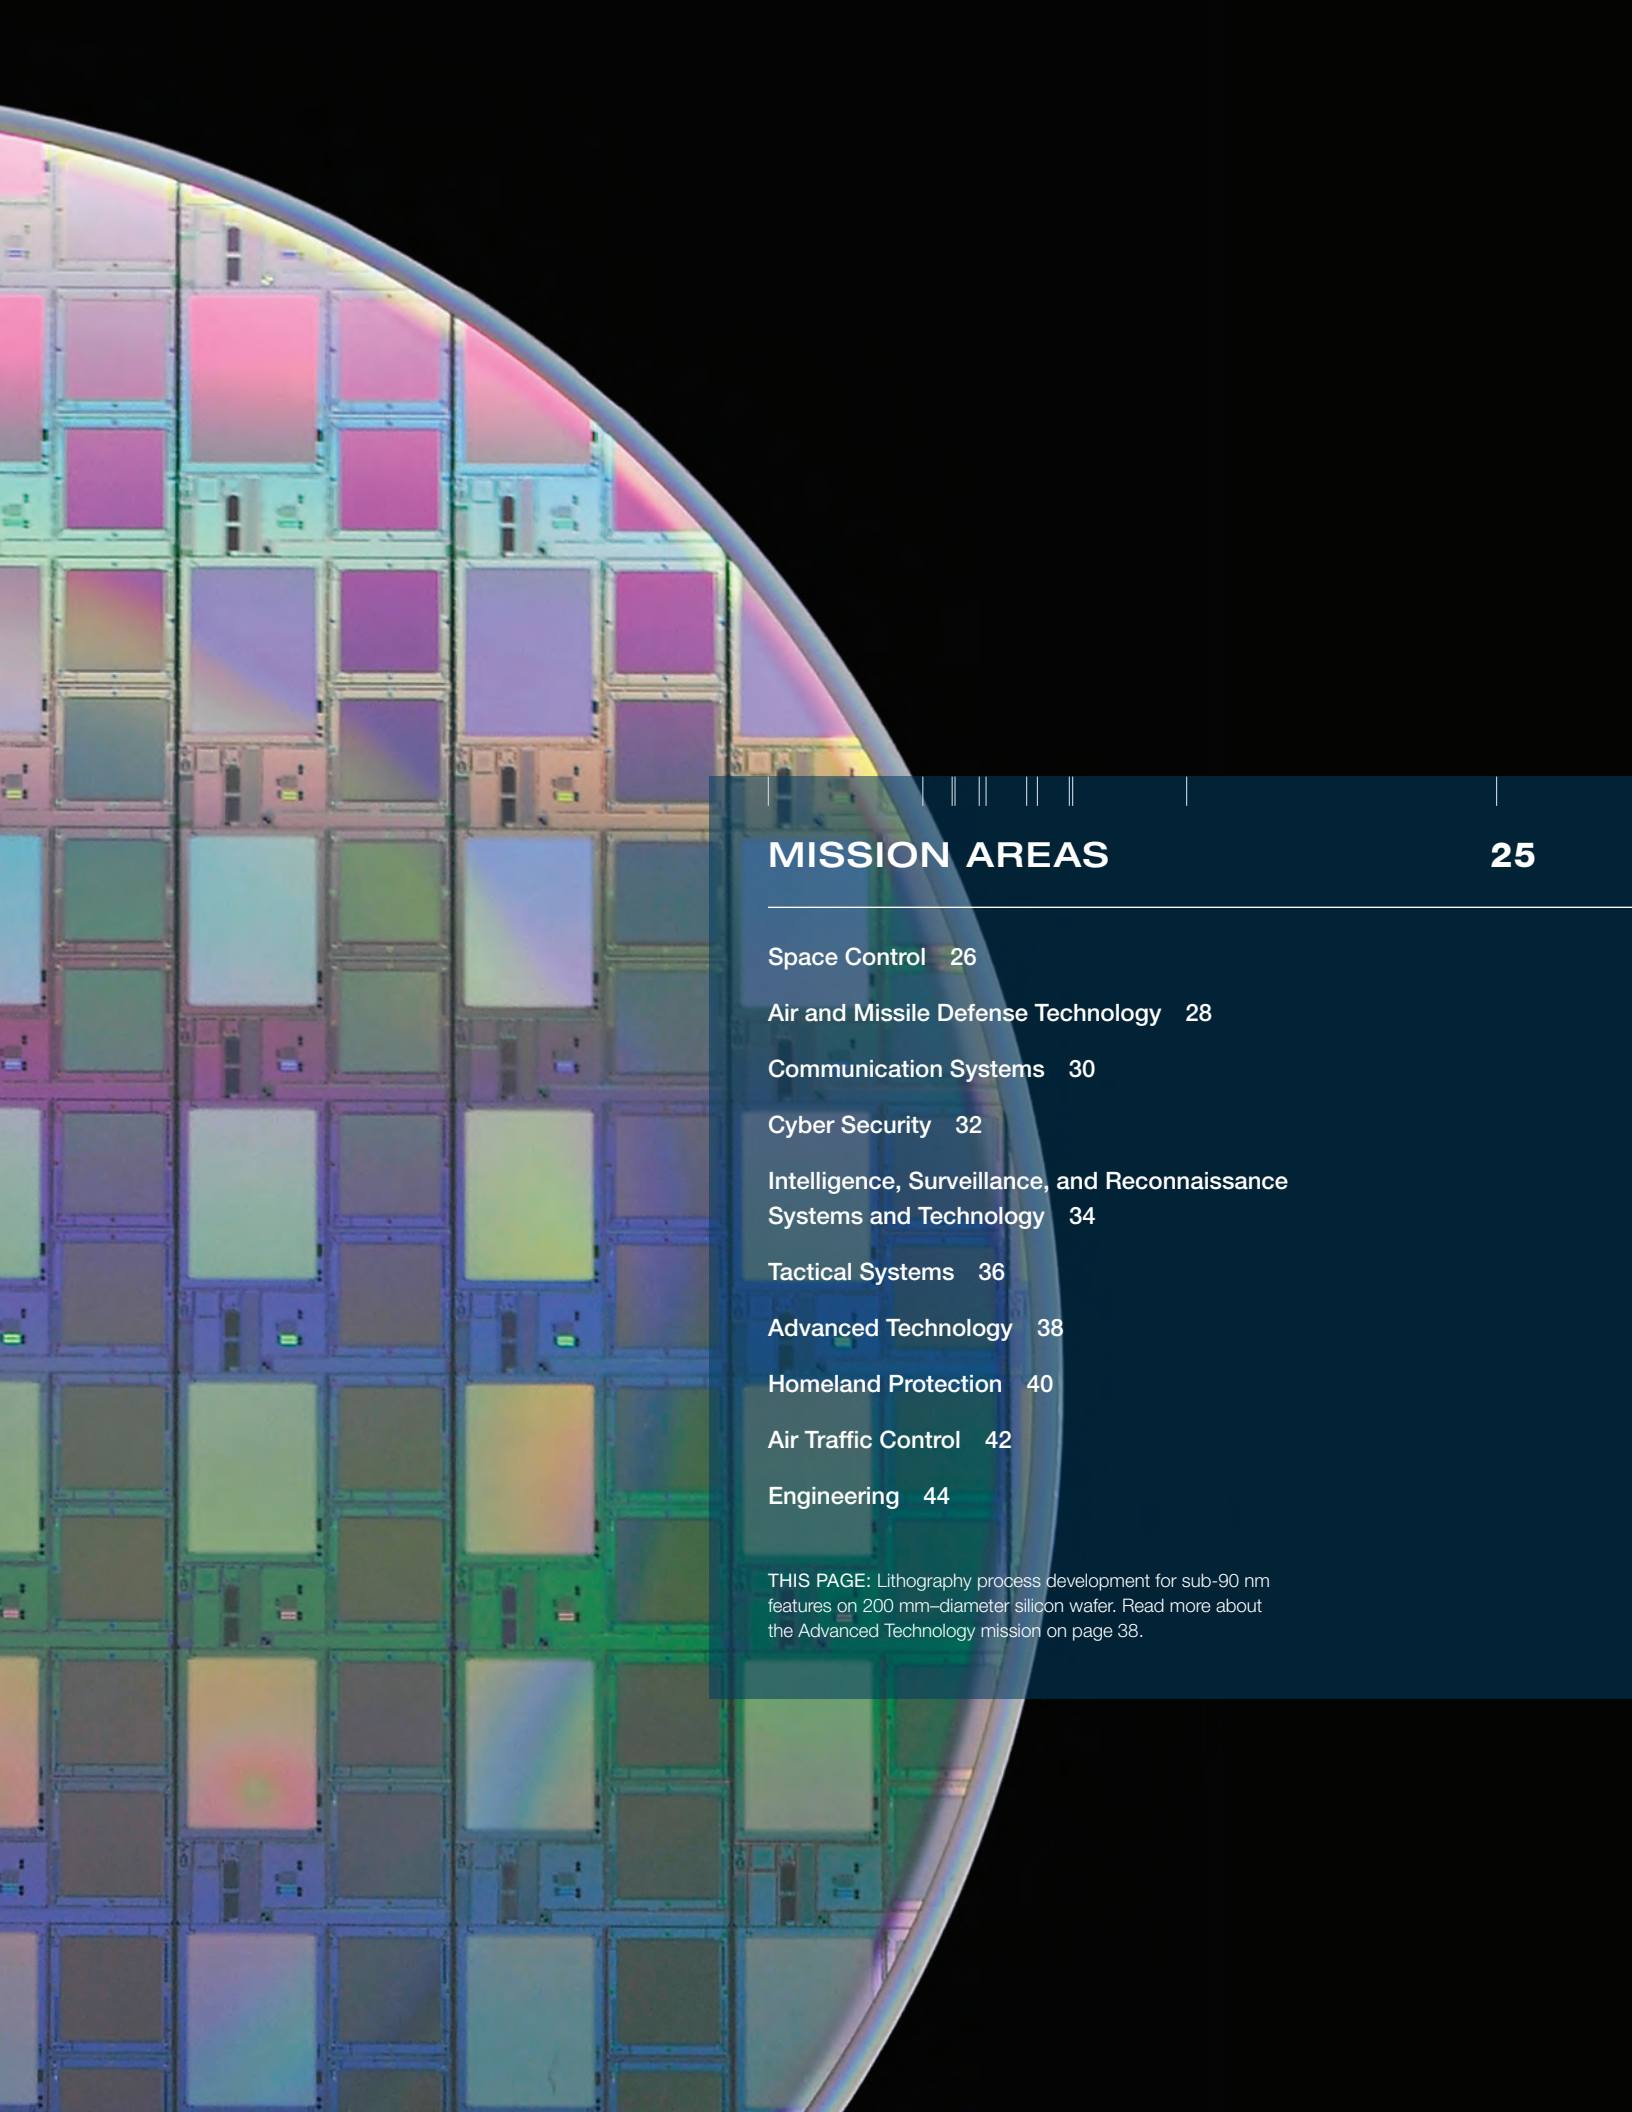 MISSION AREAS 25
Space Control 26
Air and Missile Defense Technology 28
Communication Systems 30
Cyber Security 32
Intelligence, Surveillance, and Reconnaissance
Systems and Technology 34
Tactical Systems 36
Advanced Technology 38
Homeland Protection 40
Air Traffic Control 42
Engineering 44
THIS PAGE: Lithography process development for sub-90 nm
features on 200 mm–diameter silicon wafer. Read more about
the Advanced Technology mission on page 38.